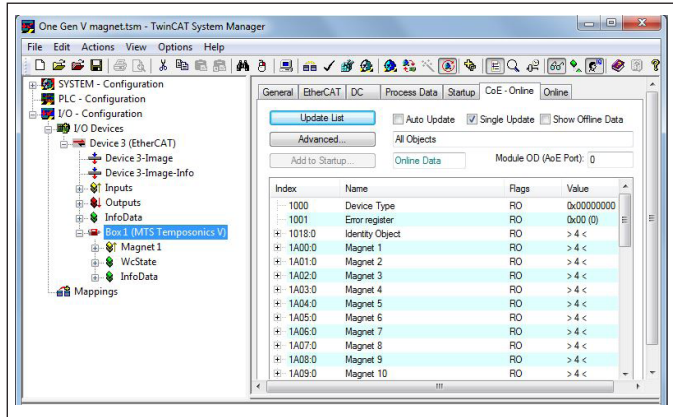 One Gen V magnet.tsm - TwinCAT System Manager
File Edit Actions View Options Help
SYSTEM - Configuration
PLC - Configuration
I/O - Configuration
I/O Devices
Device 3 (EtherCAT)
Device 3-Image
Device 3-Image-Info
Inputs
Outputs
InfoData
Box 1 (MTS Temposonics V)
Magnet 1
WcState
InfoData
Mappings
General EtherCAT DC Process Data Startup CoE - Online Online
Update List Auto Update Single Update Show Offline Data
Advanced... All Objects
Add to Startup... Online Data Module OD (AoE Port): 0
Index Name Flags Value
1000 Device Type RO 0x00000000
1001 Error register RO 0x00 (0)
1018:0 Identity Object RO > 4 <
1A00:0 Magnet 1 RO > 4 <
1A01:0 Magnet 2 RO > 4 <
1A02:0 Magnet 3 RO > 4 <
1A03:0 Magnet 4 RO > 4 <
1A04:0 Magnet 5 RO > 4 <
1A05:0 Magnet 6 RO > 4 <
1A06:0 Magnet 7 RO > 4 <
1A07:0 Magnet 8 RO > 4 <
1A08:0 Magnet 9 RO > 4 <
1A09:0 Magnet 10 RO > 4 <